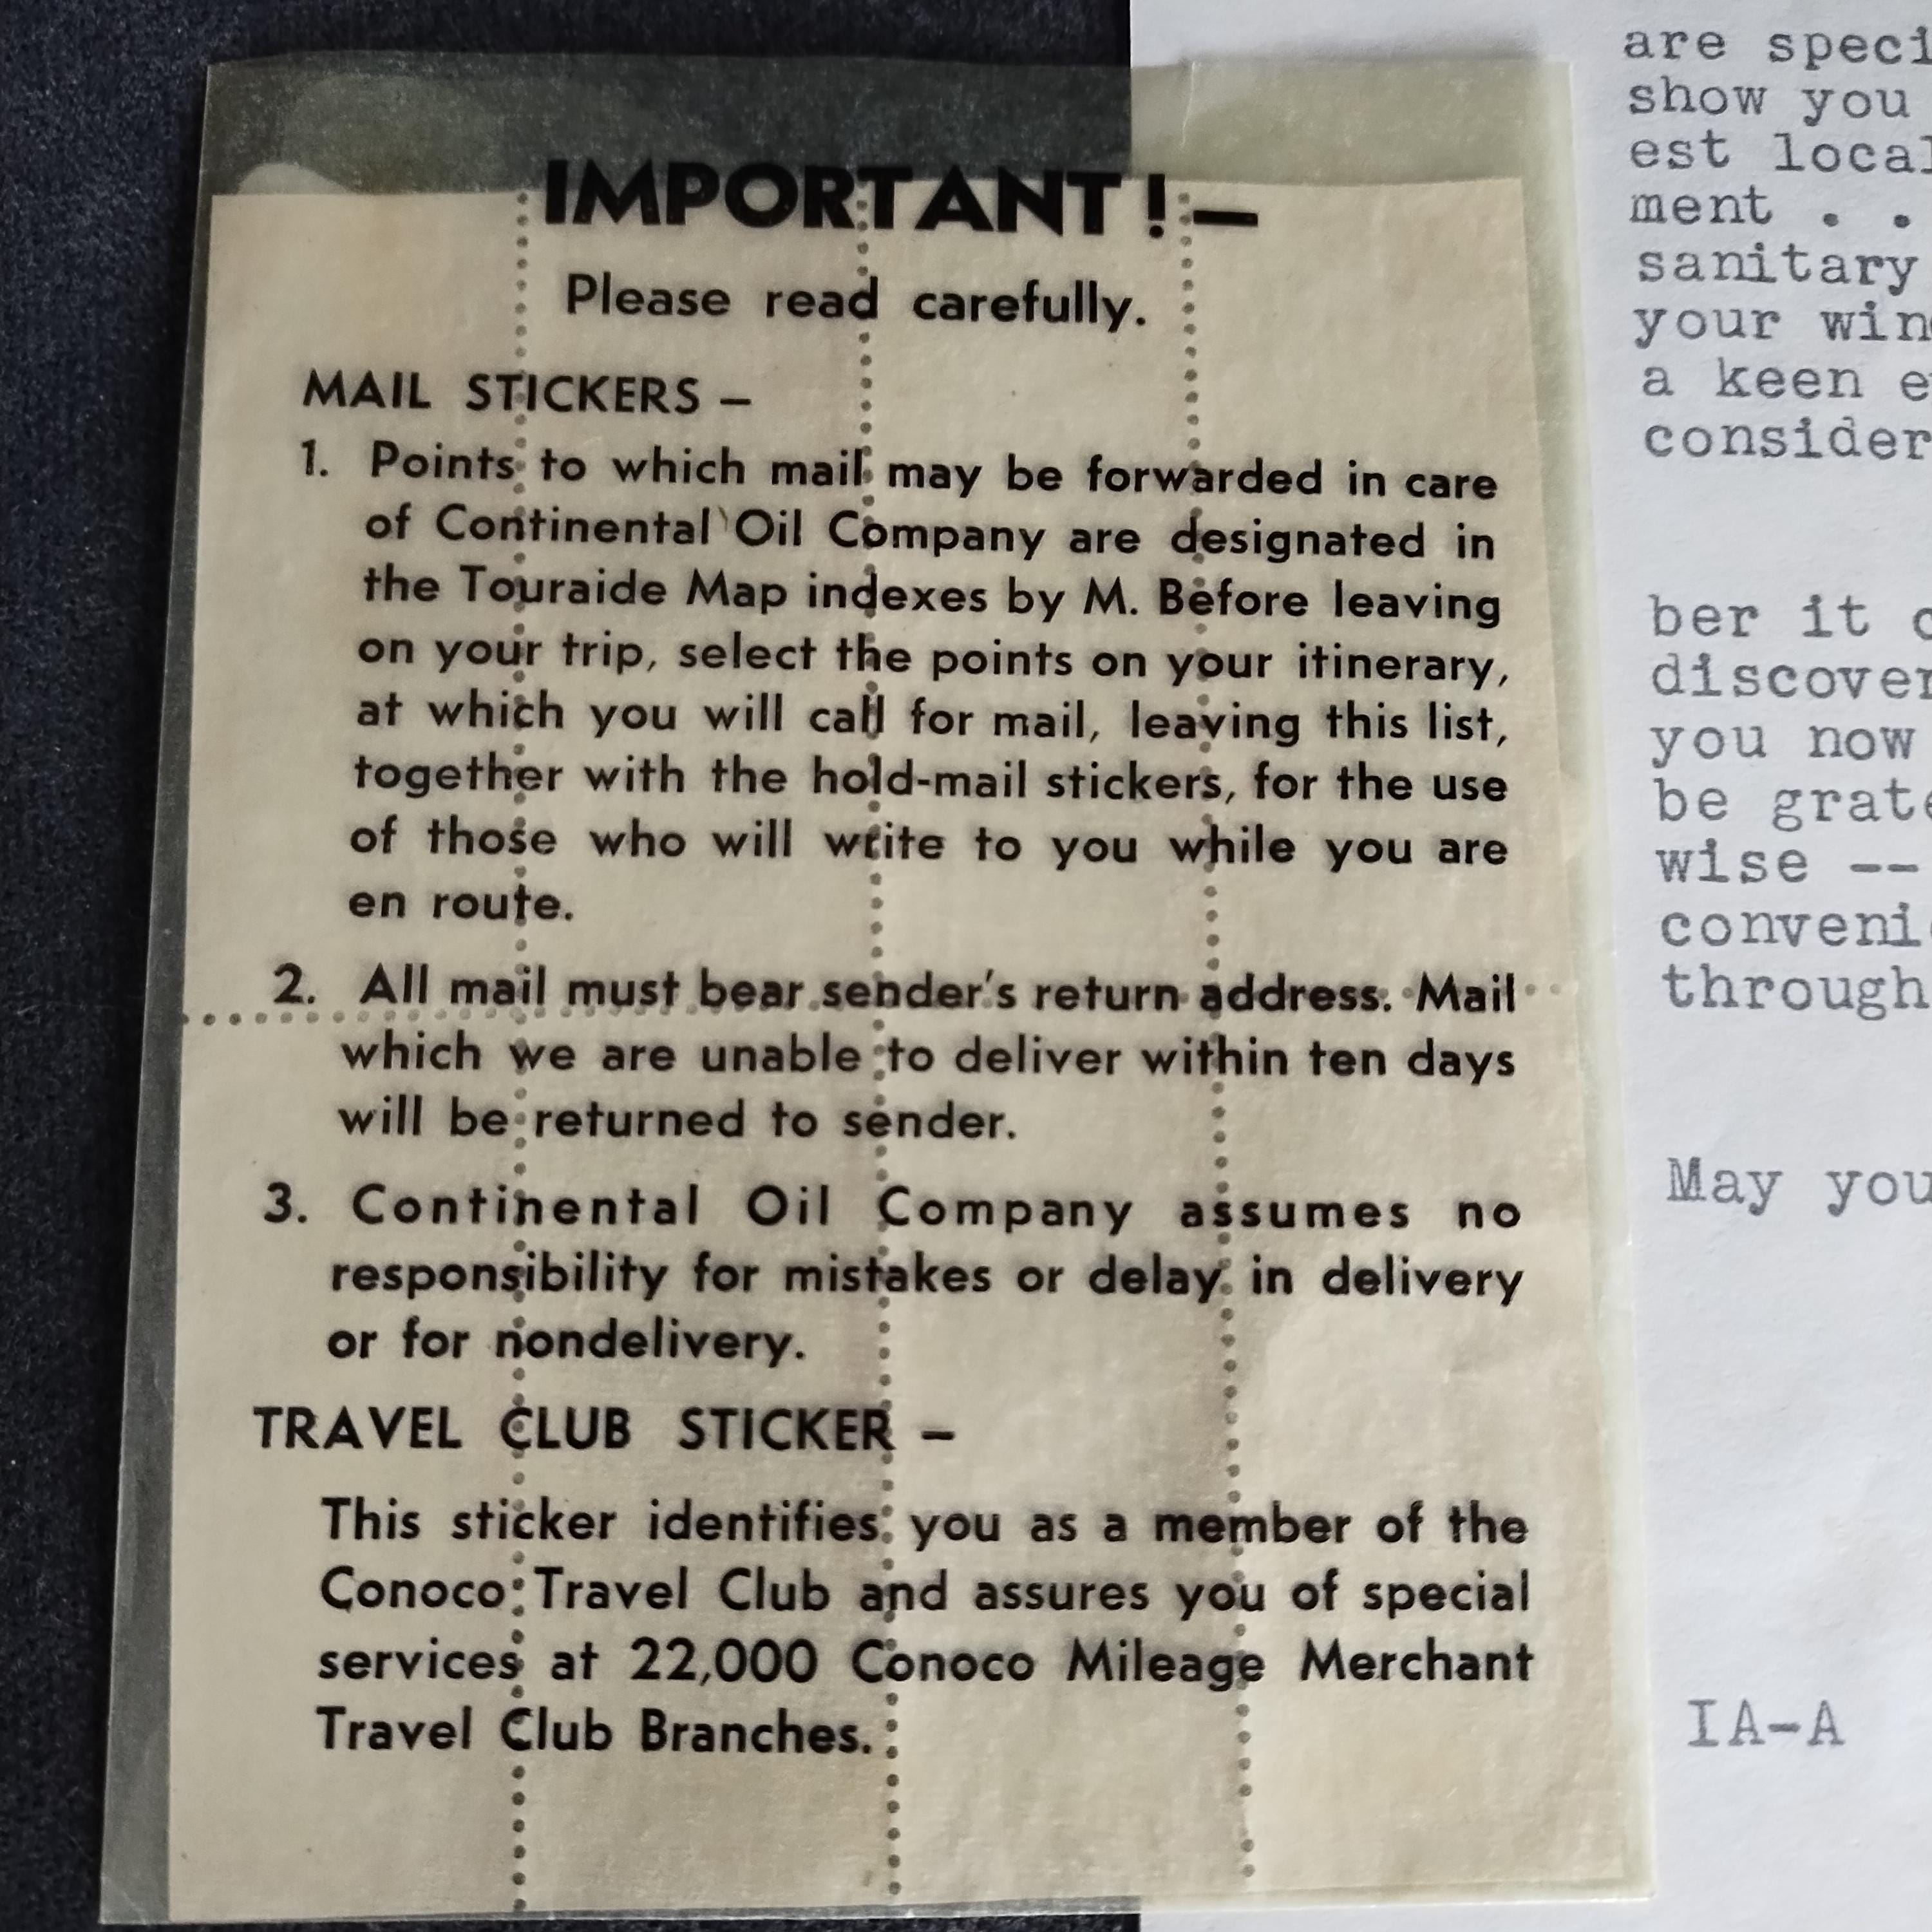 IMPORTANT!—
Please read carefully.
MAIL STICKERS –
1. Points to which mail may be forwarded in care
of Continental Oil Company are designated in
the Touraide Map indexes by M. Before leaving
on your trip, select the points on your itinerary,
at which you will call for mail, leaving this list,
together with the hold-mail stickers, for the use
of those who will write to you while you are
en route.
2. All mail must bear sender's return address. Mail
which we are unable to deliver within ten days
will be returned to sender.
3. Continental Oil Company assumes no
responsibility for mistakes or delay in delivery
or for nondelivery.
TRAVEL CLUB STICKER –
This sticker identifies you as a member of the
Conoco Travel Club and assures you of special
services at 22,000 Conoco Mileage Merchant
Travel Club Branches.
are
show you
est
ment . .
sanitary
your
a keen
ber it
you now
be
wise --
through
May you
IA-A